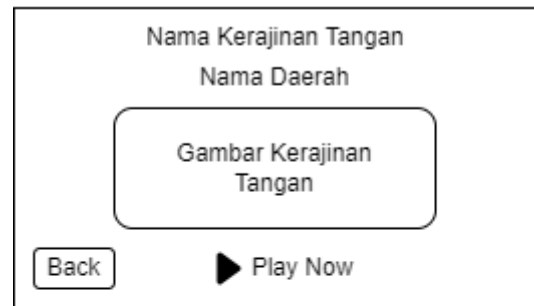 Nama Kerajinan Tangan
Nama Daerah
Gambar Kerajinan
Tangan
Back
Play Now